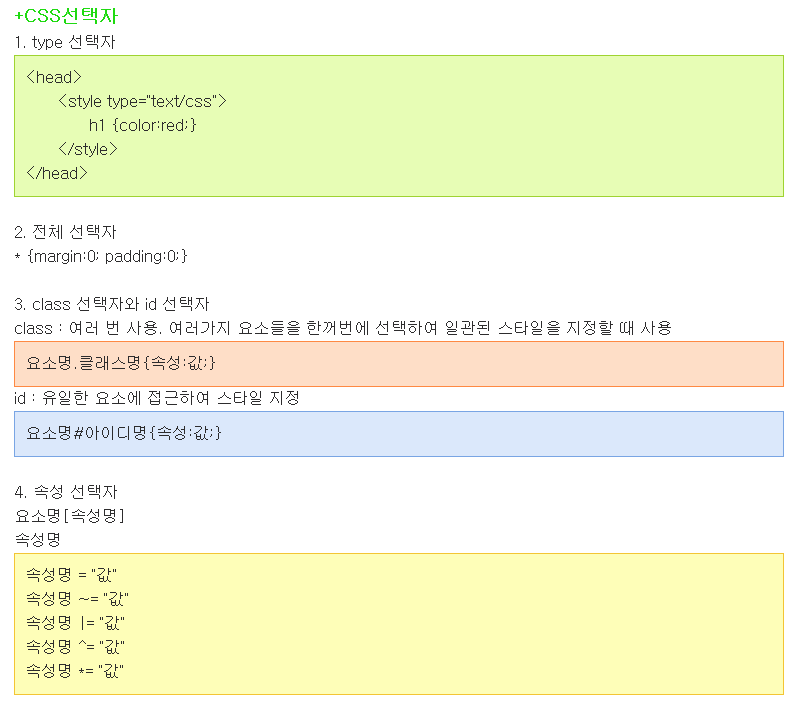 +CSS선택자
1. type 선택자
<head>
<style type="text/css">
h1 {color:red;}
</style>
</head>
2. 전체 선택자
* {margin:0; padding:0;}
3. class 선택자와 id 선택자
class : 여러 번 사용. 여러가지 요소들을 한꺼번에 선택하여 일관된 스타일을 지정할 때 사용
요소명.클래스명{속성:값;}
id : 유일한 요소에 접근하여 스타일 지정
요소명#아이디명{속성:값;}
4. 속성 선택자
요소명[속성명]
속성명
속성명 = "값"
속성명 ~= "값"
속성명 |= "값"
속성명 ^= "값"
속성명 *= "값"